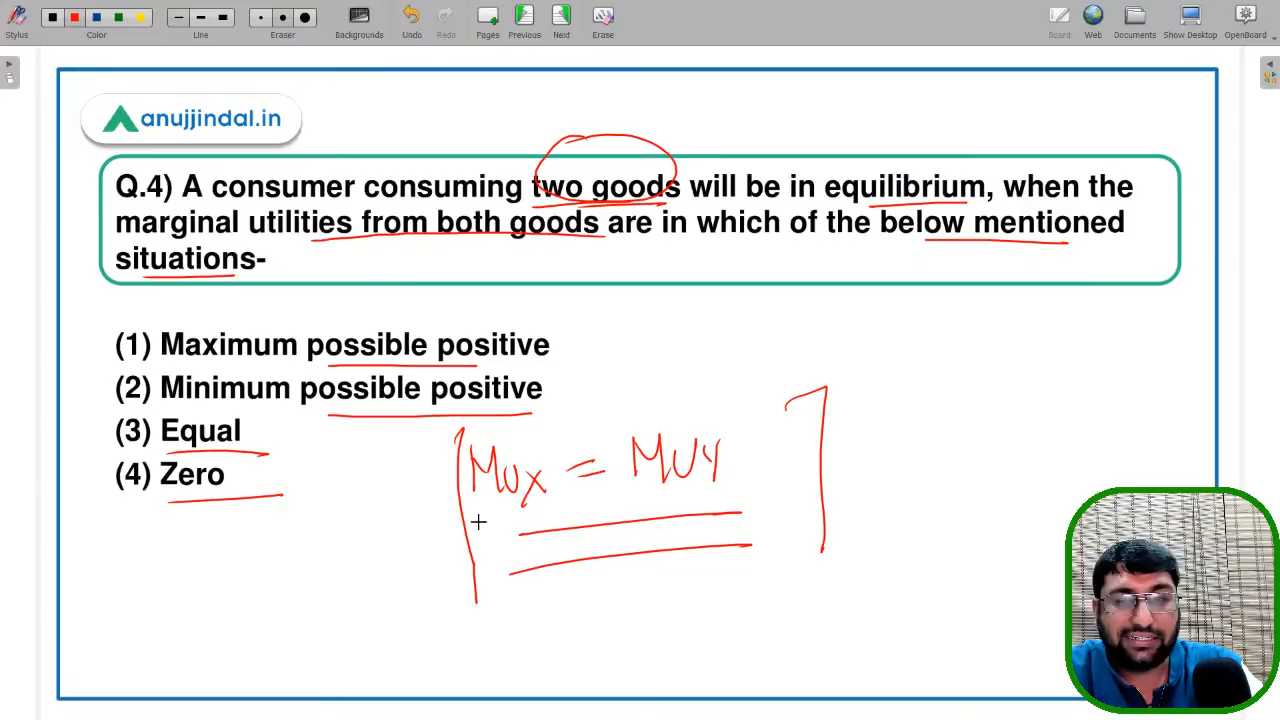 Stylus
Color
Line
Eraser
Backgrounds
Undo
Redo
Pages
Previous
Next
Erase
Board
Web
Documents
Show Desktop
OpenBoard
anujjindal.in
Q.4) A consumer consuming two goods will be in equilibrium, when the
marginal utilities from both goods are in which of the below mentioned
situations-
(1) Maximum possible positive
(2) Minimum possible positive
(3) Equal
(4) Zero
MUx = MUY